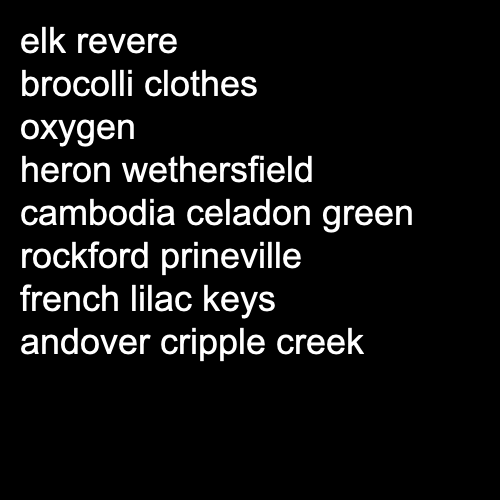 elk revere
brocolli clothes
oxygen
heron wethersfield
cambodia celadon green
rockford prineville
french lilac keys
andover cripple creek